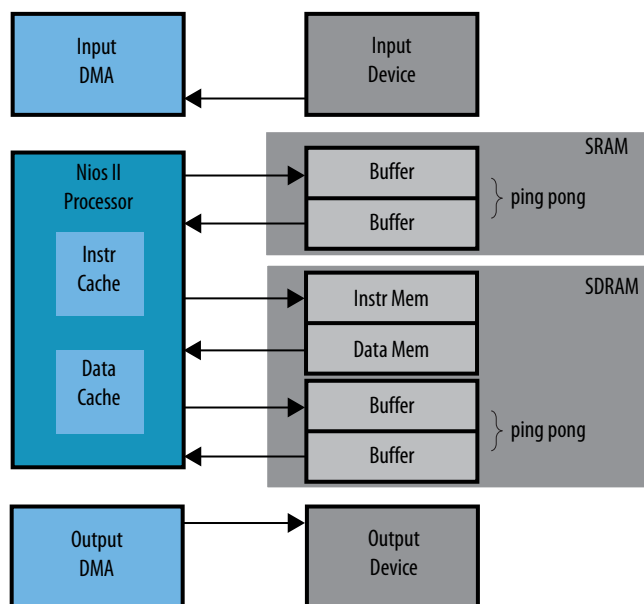 Input
DMA
Input
Device
SRAM
Nios II
Processor
Buffer
Buffer
ping pong
Instr
Cache
SDRAM
Instr Mem
Data Mem
Data
Cache
Buffer
Buffer
ping pong
Output
DMA
Output
Device